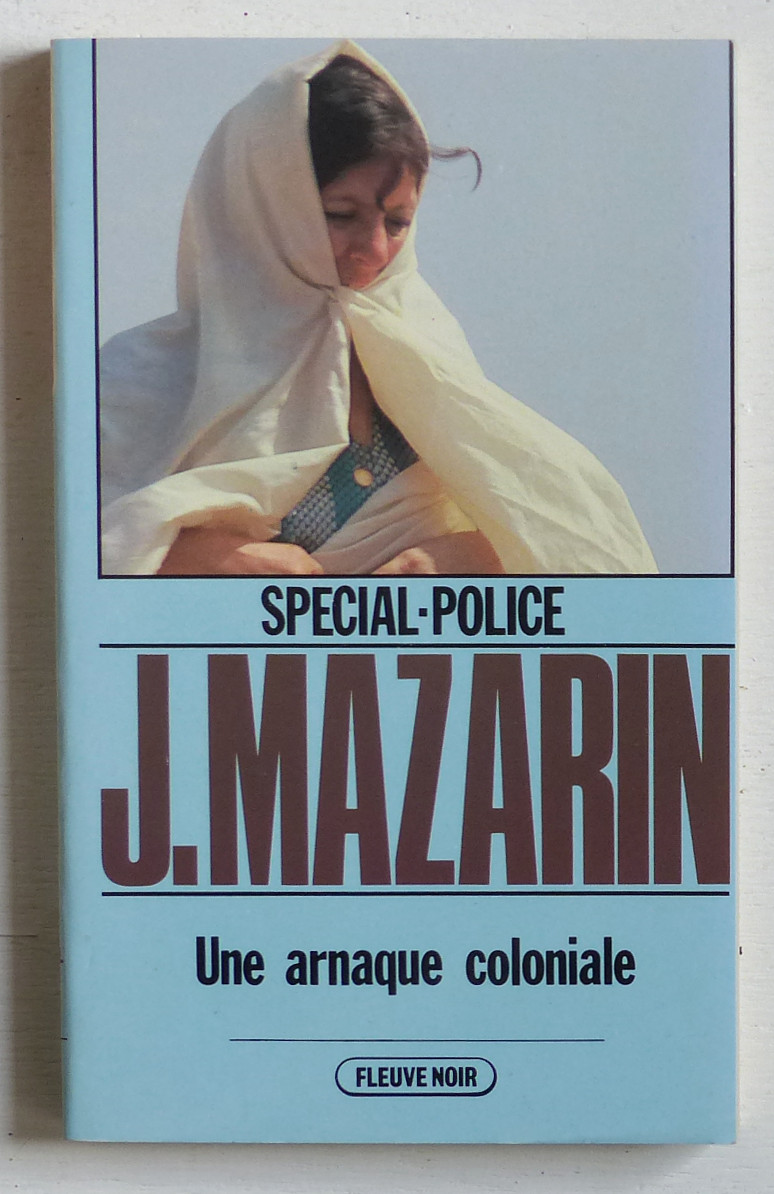 SPECIAL-POLICE
J. MAZARIN
Une arnaque coloniale
FLEUVE NOIR